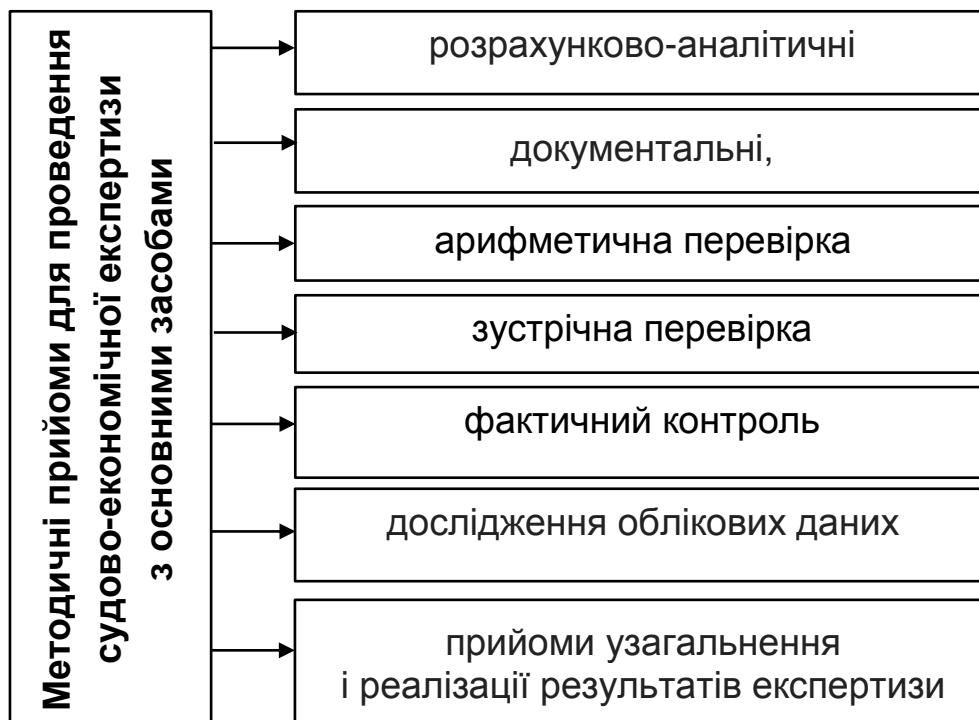 Методичні прийоми для проведення
судово-економічної експертизи
з основними засобами
розрахунково-аналітичні
документальні,
арифметична перевірка
зустрічна перевірка
фактичний контроль
дослідження облікових даних
прийоми узагальнення
і реалізації результатів експертизи